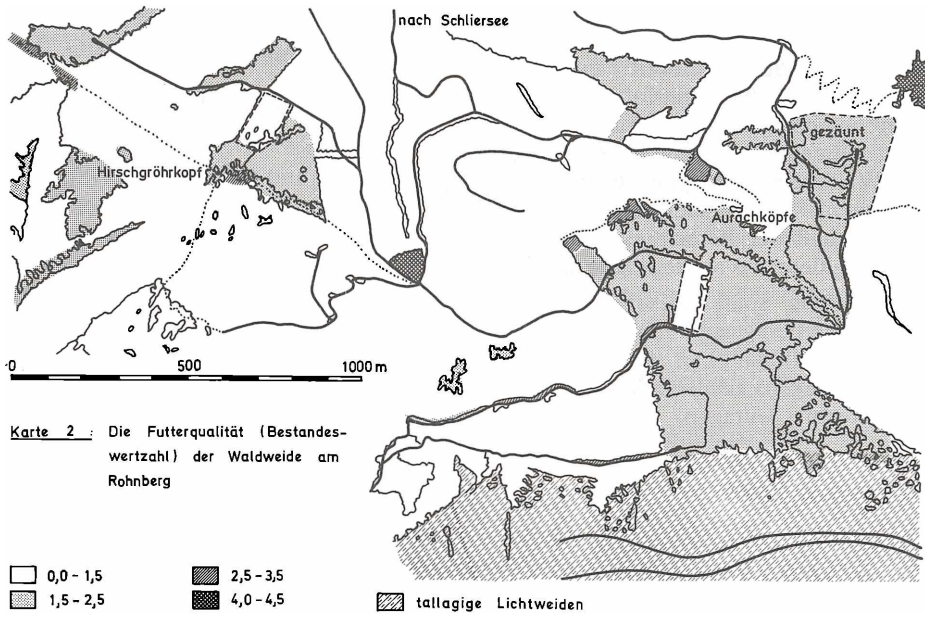 nach Schliersee
gezäunt
Hirschgröhrkopf
Aurachköpfe
0 500 1000 m
Karte 2 : Die Futterqualität (Bestandes-
wertzahl) der Waldweide am
Rohnberg
0,0 - 1,5
1,5 - 2,5
2,5 - 3,5
4,0 - 4,5
tallagige Lichtweiden